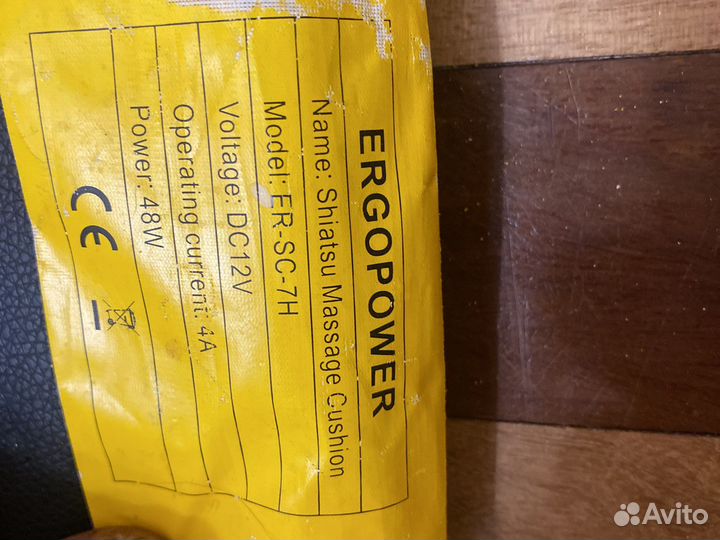 ERGOPOWER
Name: Shiatsu Massage Cushion
Model: ER-SC-7H
Voltage: DC12V
Operating current: 4A
Power: 48W
CE
Avito